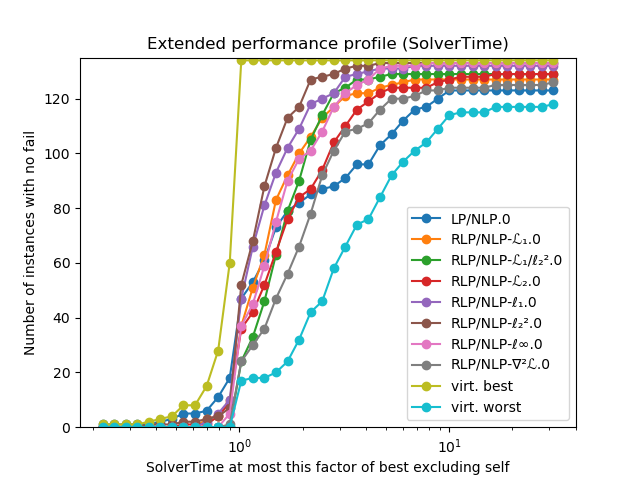 Extended performance profile (SolverTime)
Number of instances with no fail
120
100
80
60
40
20
0
LP/NLP.0
RLP/NLP-ℒ₁.0
RLP/NLP-ℒ₁/ℓ₂².0
RLP/NLP-ℒ₂.0
RLP/NLP-ℓ₁.0
RLP/NLP-ℓ₂².0
RLP/NLP-ℓ∞.0
RLP/NLP-∇²ℒ.0
virt. best
virt. worst
10⁰
10¹
SolverTime at most this factor of best excluding self